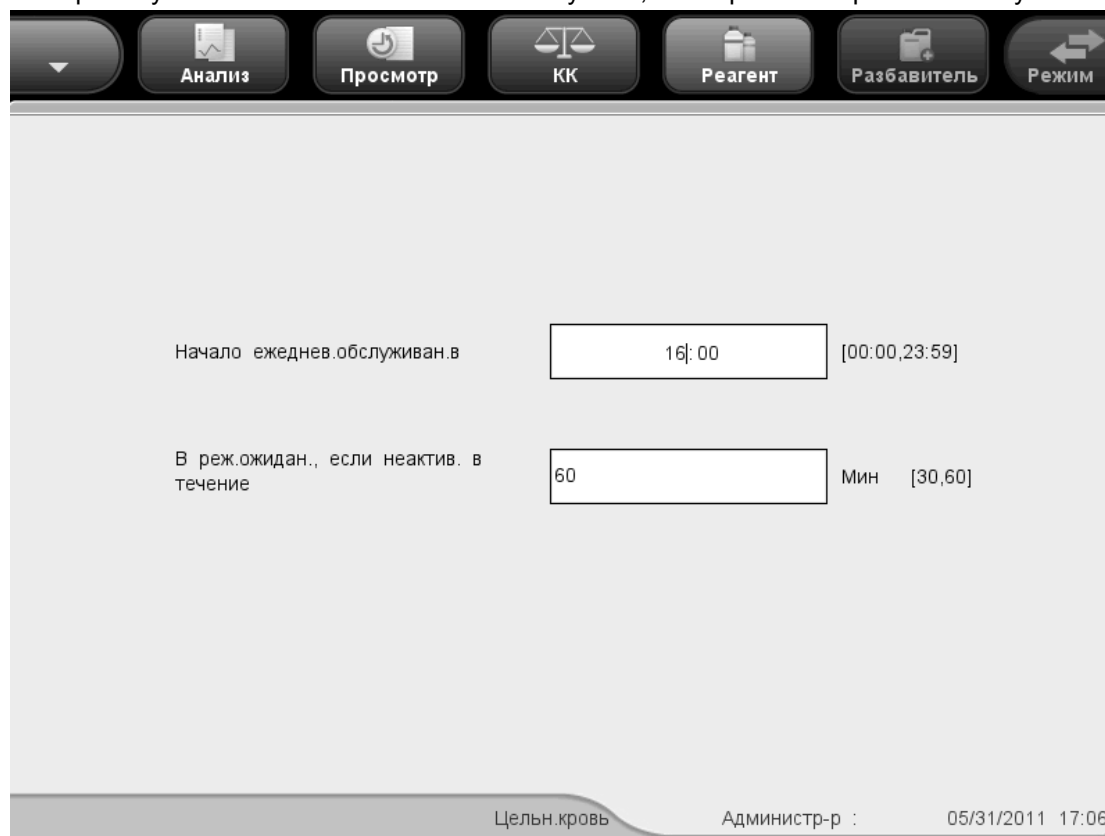 Анализ
Просмотр
КК
Реагент
Разбавитель
Режим
Начало ежеднев.обслуживан.в
16:00
[00:00,23:59]
В реж.ожидан., если неактив. в
течение
60
Мин [30,60]
Цельн.кровь
Администр-р :
05/31/2011 17:06